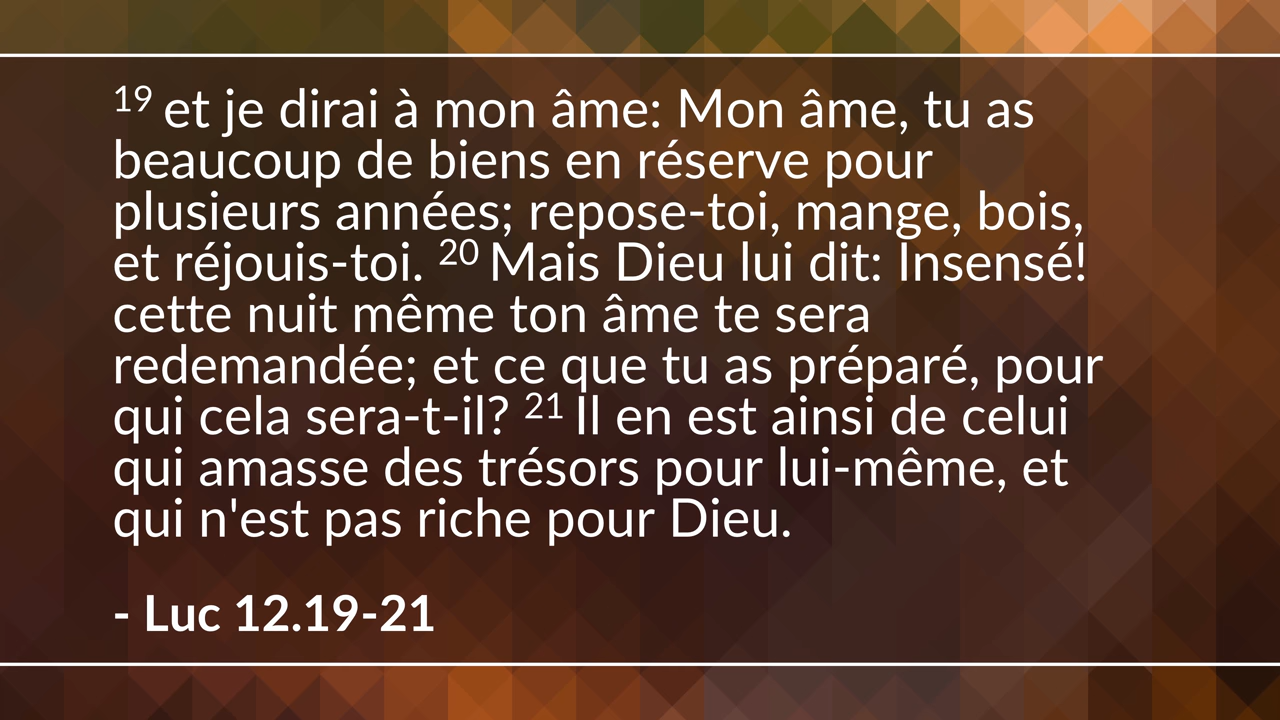 19 et je dirai à mon âme: Mon âme, tu as
beaucoup de biens en réserve pour
plusieurs années; repose-toi, mange, bois,
et réjouis-toi. 20 Mais Dieu lui dit: Insensé!
cette nuit même ton âme te sera
redemandée; et ce que tu as préparé, pour
qui cela sera-t-il? 21 Il en est ainsi de celui
qui amasse des trésors pour lui-même, et
qui n'est pas riche pour Dieu.
- Luc 12.19-21